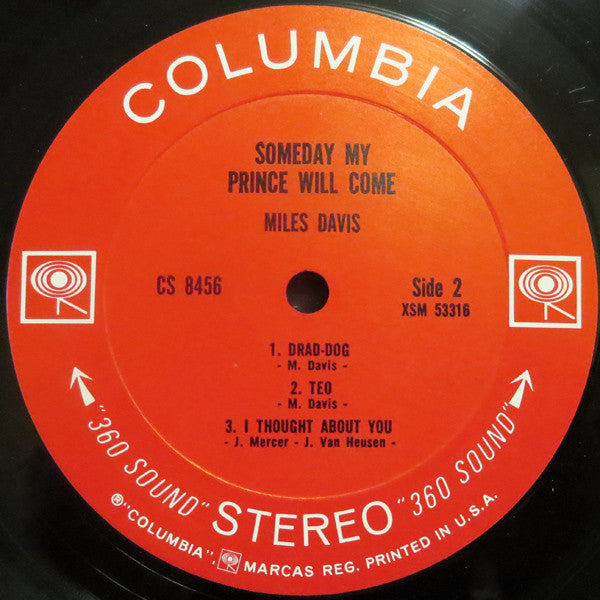 COLUMBIA
SOMEDAY MY
PRINCE WILL COME
MILES DAVIS
CS 8456
Side 2
XSM 53316
1. DRAD-DOG
- M. Davis -
2. TEO
- M. Davis -
3. I THOUGHT ABOUT YOU
- J. Mercer - J. Van Heusen -
"360 SOUND" STEREO "360 SOUND"
® "COLUMBIA", MARCAS REG. PRINTED IN U.S.A.